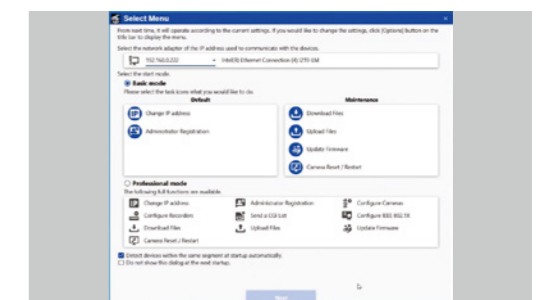 Select Menu
From next time, it will operate according to the current settings. If you would like to change the settings, click [Options] button on the
title bar to display the menu.
Select the network adapter of the IP address used to communicate with the devices.
192.168.0.222 Intel(R) Ethernet Connection (4) I219-LM
Select the start mode.
Basic mode
Please select the task icons what you would like to do.
Default Maintenance
Change IP address Download Files
Administrator Registration Upload Files
Update Firmware
Camera Reset / Restart
Professional mode
The following full functions are available.
Change IP address Administrator Registration Configure Cameras
Configure Recorders Send a CGI List Configure IEEE 802.1X
Download Files Upload Files Update Firmware
Camera Reset / Restart
Detect devices within the same segment at startup automatically.
Do not show this dialog at the next startup.
Next